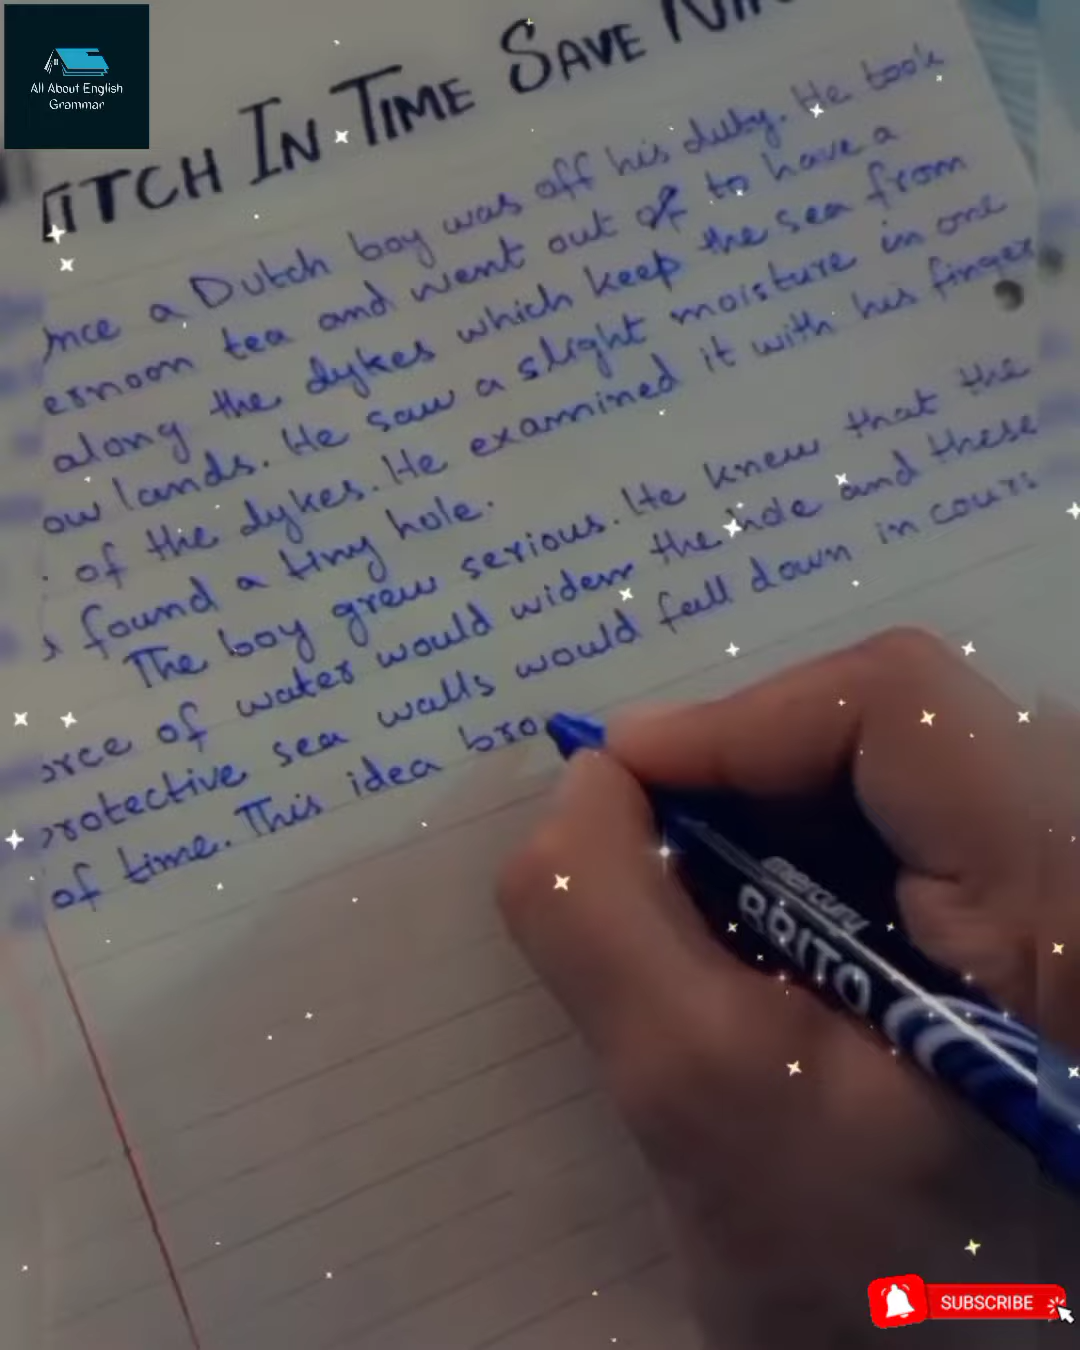 All About English
Grammar
ITCH IN TIME SAVE NIN
nce a Dutch boy was off his duty. He took
ernoon tea and went out of to have a
along the dykes which keep the sea from
ow lands. He saw a slight moisture in one
of the dykes. He examined it with his finger
found a tiny hole.
The boy grew serious. He knew that the
orce of water would widen the hole and these
rotective sea walls would fall down in cours
of time. This idea bro
mercury
BRITO
SUBSCRIBE